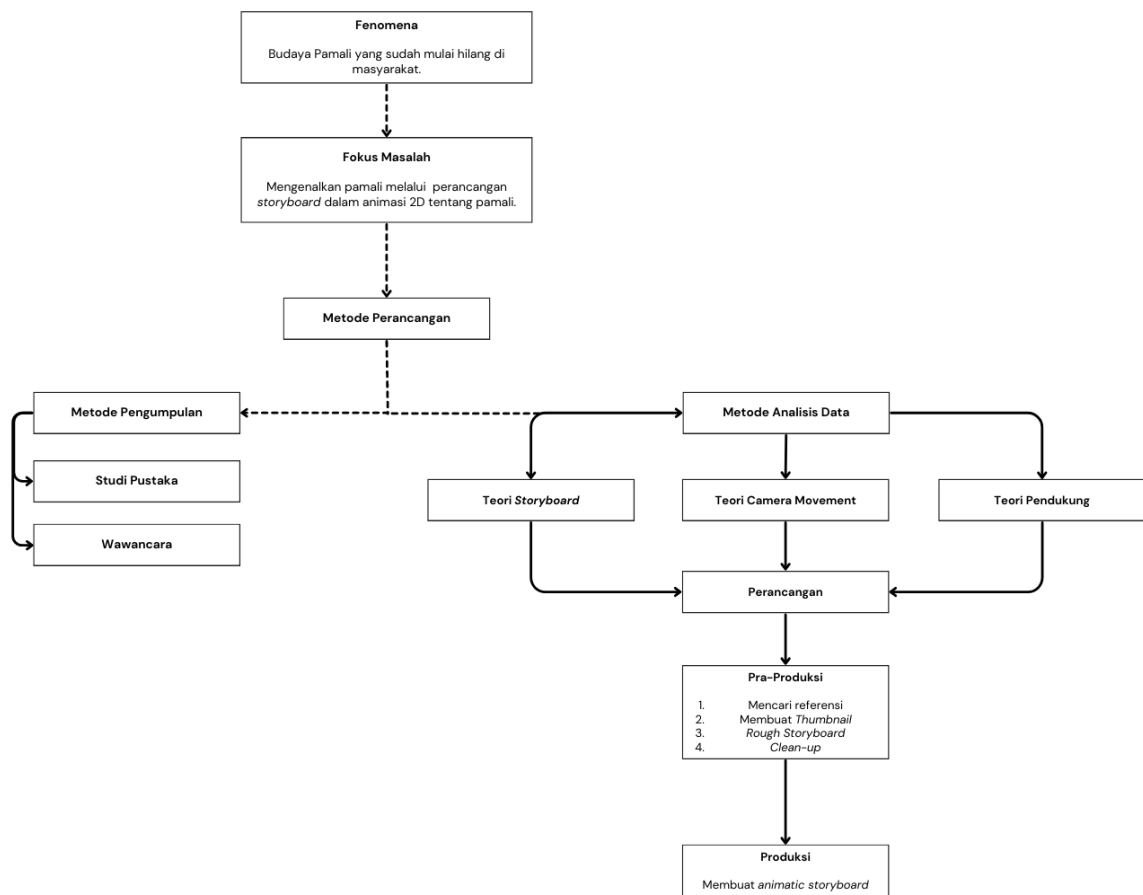 Fenomena
Budaya Pamali yang sudah mulai hilang di
masyarakat.
Fokus Masalah
Mengenalkan pamali melalui perancangan
storyboard dalam animasi 2D tentang pamali.
Metode Perancangan
Metode Pengumpulan
Metode Analisis Data
Studi Pustaka
Wawancara
Teori Storyboard
Teori Camera Movement
Teori Pendukung
Perancangan
Pra-Produksi
1. Mencari referensi
2. Membuat Thumbnail
3. Rough Storyboard
4. Clean-up
Produksi
Membuat animatic storyboard